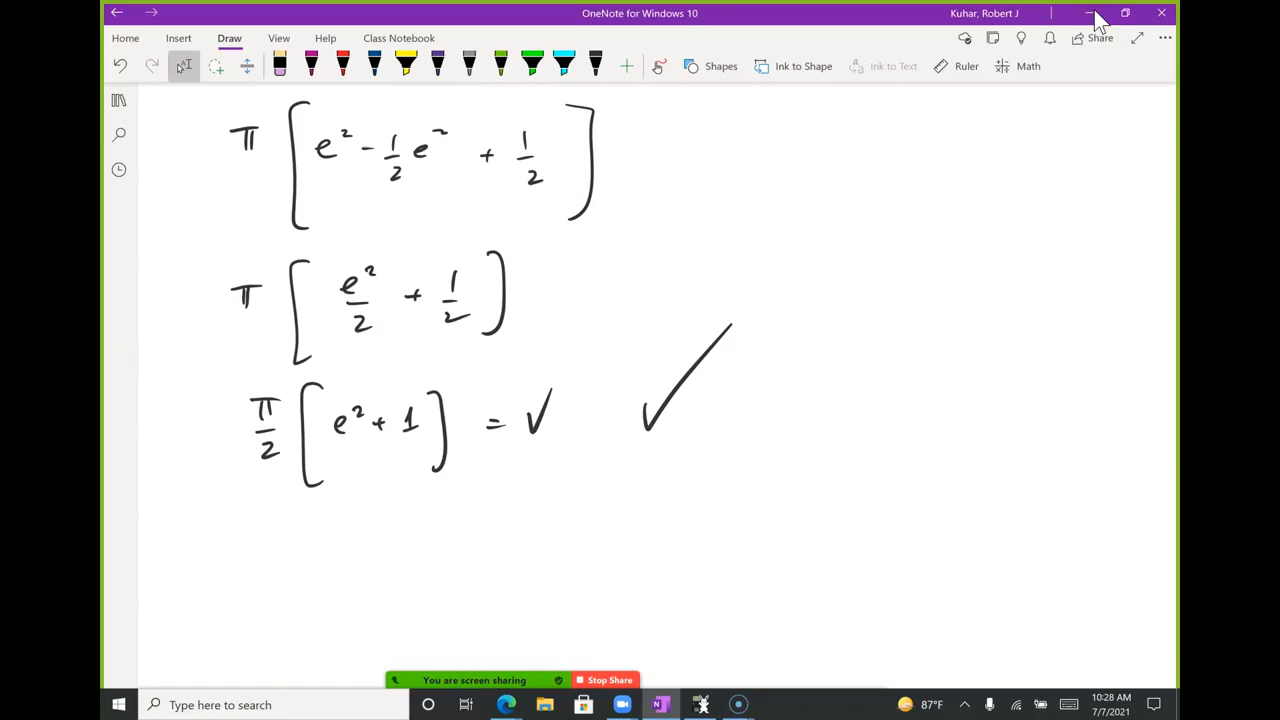 OneNote for Windows 10
Kuhar, Robert J
Home Insert Draw View Help Class Notebook
Share
Shapes Ink to Shape Ink to Text Ruler Math
π [ e² - 1/2 e² + 1/2 ]
π [ e²/2 + 1/2 ]
π/2 [ e² + 1 ] = ✓ ✓
You are screen sharing Stop Share
Type here to search
87°F
10:28 AM
7/7/2021